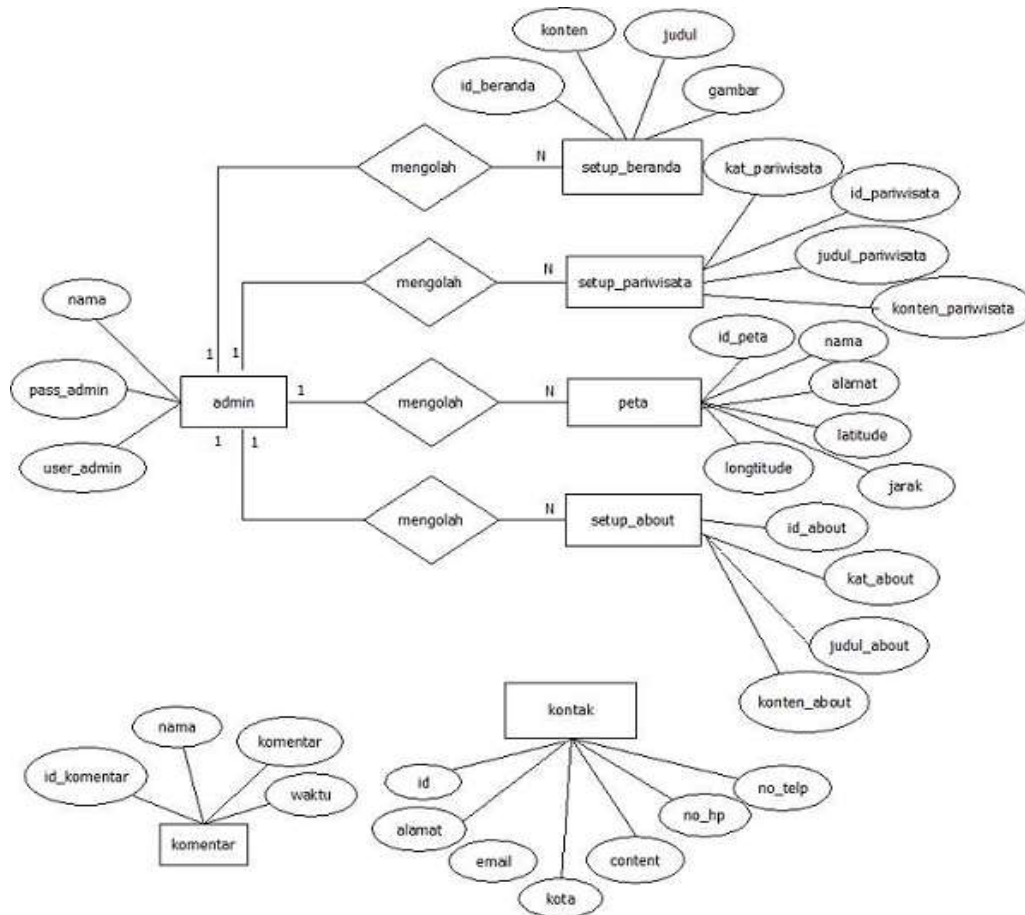 konten
judul
id_beranda
gambar
mengolah
N
setup_beranda
kat_pariwisata
id_pariwisata
mengolah
N
setup_pariwisata
judul_pariwisata
konten_pariwisata
nama
id_peta
nama
1
1
pass_admin
admin
1
mengolah
N
peta
alamat
latitude
user_admin
1
1
longtitude
jarak
mengolah
N
setup_about
id_about
kat_about
judul_about
konten_about
kontak
nama
komentar
id_komentar
waktu
komentar
id
no_telp
alamat
no_hp
email
content
kota